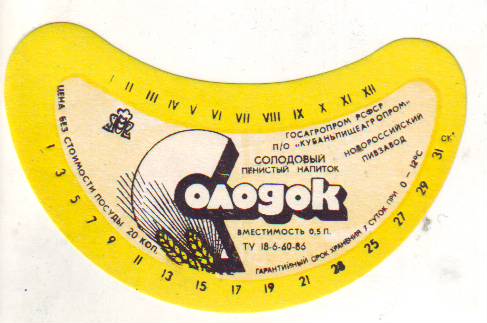 I II III IV V VI VII VIII IX X XI XII
ГОСАГРОПРОМ РСФСР
П/О "КУБАНЬПИЩЕАГРОПРОМ"
НОВОРОССИЙСКИЙ
ПИВЗАВОД
СОЛОДОВЫЙ
ПЕНИСТЫЙ НАПИТОК
Солодок
ВМЕСТИМОСТЬ 0,5 Л.
ТУ 18-6-60-86
ЦЕНА БЕЗ СТОИМОСТИ ПОСУДЫ 20 КОП.
ГАРАНТИЙНЫЙ СРОК ХРАНЕНИЯ 7 СУТОК ПРИ 0 - 12°С
1 3 5 7 9 11 13 15 17 19 21 23 25 27 29 31